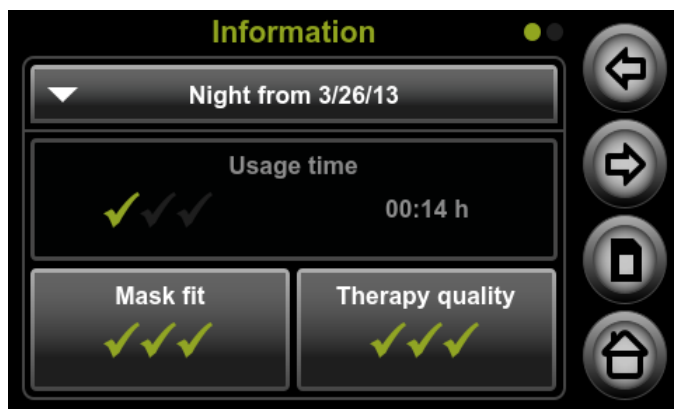 Information
Night from 3/26/13
Usage time
00:14 h
Mask fit
Therapy quality